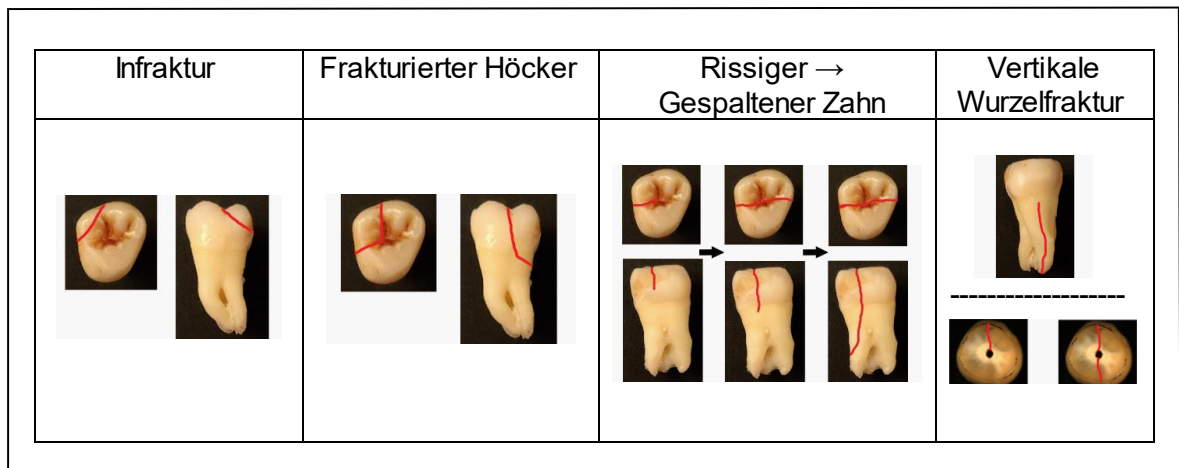 Infraktur
Frakturierter Höcker
Rissiger →
Gespaltener Zahn
Vertikale
Wurzelfraktur